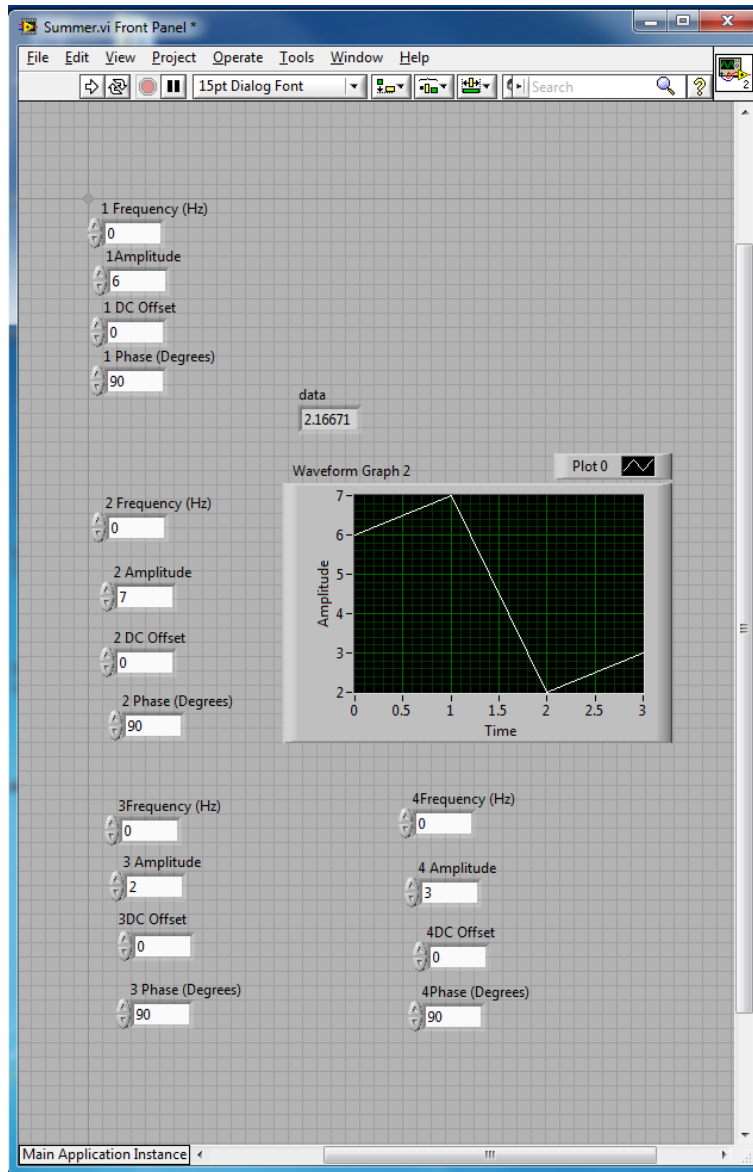 Summer.vi Front Panel *
File Edit View Project Operate Tools Window Help
15pt Dialog Font Search ? 2
1 Frequency (Hz)
0
1Amplitude
6
1 DC Offset
0
1 Phase (Degrees)
90
data
2.16671
Waveform Graph 2 Plot 0
2 Frequency (Hz)
0
2 Amplitude
7
2 DC Offset
0
2 Phase (Degrees)
90
Amplitude
7
6
5
4
3
2
0 0.5 1 1.5 2 2.5 3
Time
3Frequency (Hz)
0
3 Amplitude
2
3DC Offset
0
3 Phase (Degrees)
90
4Frequency (Hz)
0
4 Amplitude
3
4DC Offset
0
4Phase (Degrees)
90
Main Application Instance